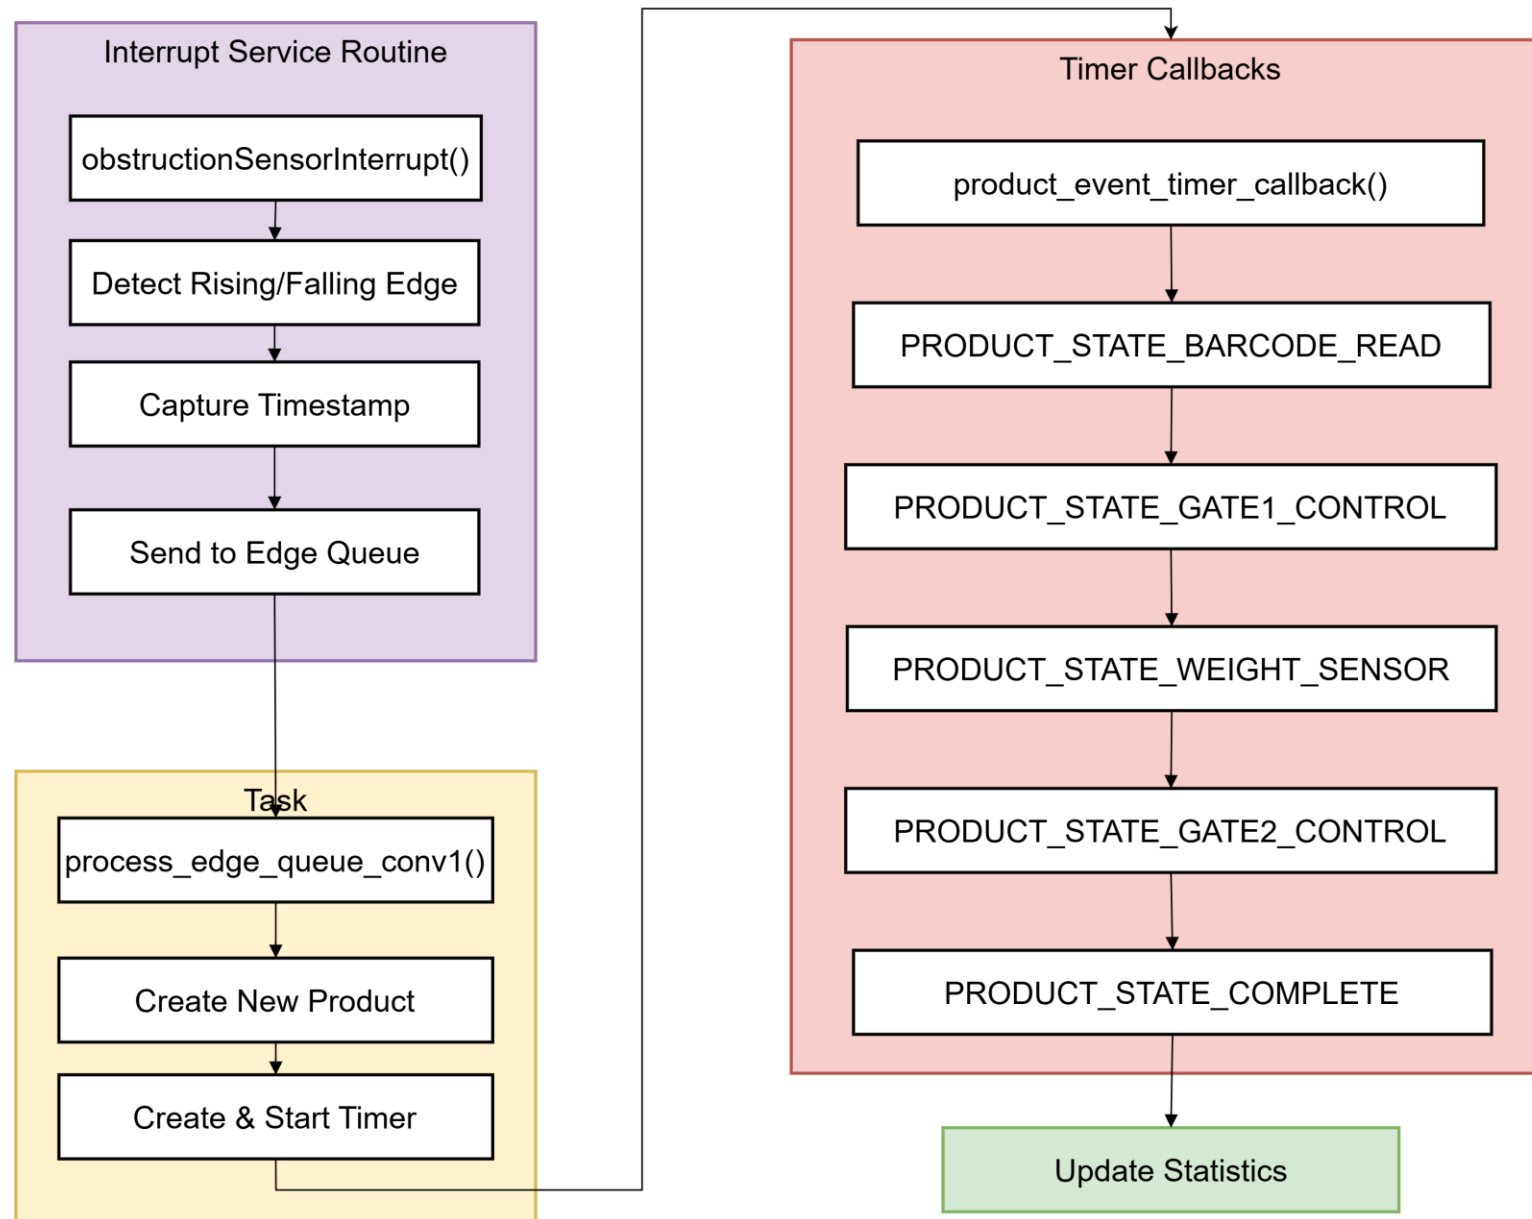 Interrupt Service Routine
obstructionSensorInterrupt()
Detect Rising/Falling Edge
Capture Timestamp
Send to Edge Queue
Task
process_edge_queue_conv1()
Create New Product
Create & Start Timer
Timer Callbacks
product_event_timer_callback()
PRODUCT_STATE_BARCODE_READ
PRODUCT_STATE_GATE1_CONTROL
PRODUCT_STATE_WEIGHT_SENSOR
PRODUCT_STATE_GATE2_CONTROL
PRODUCT_STATE_COMPLETE
Update Statistics